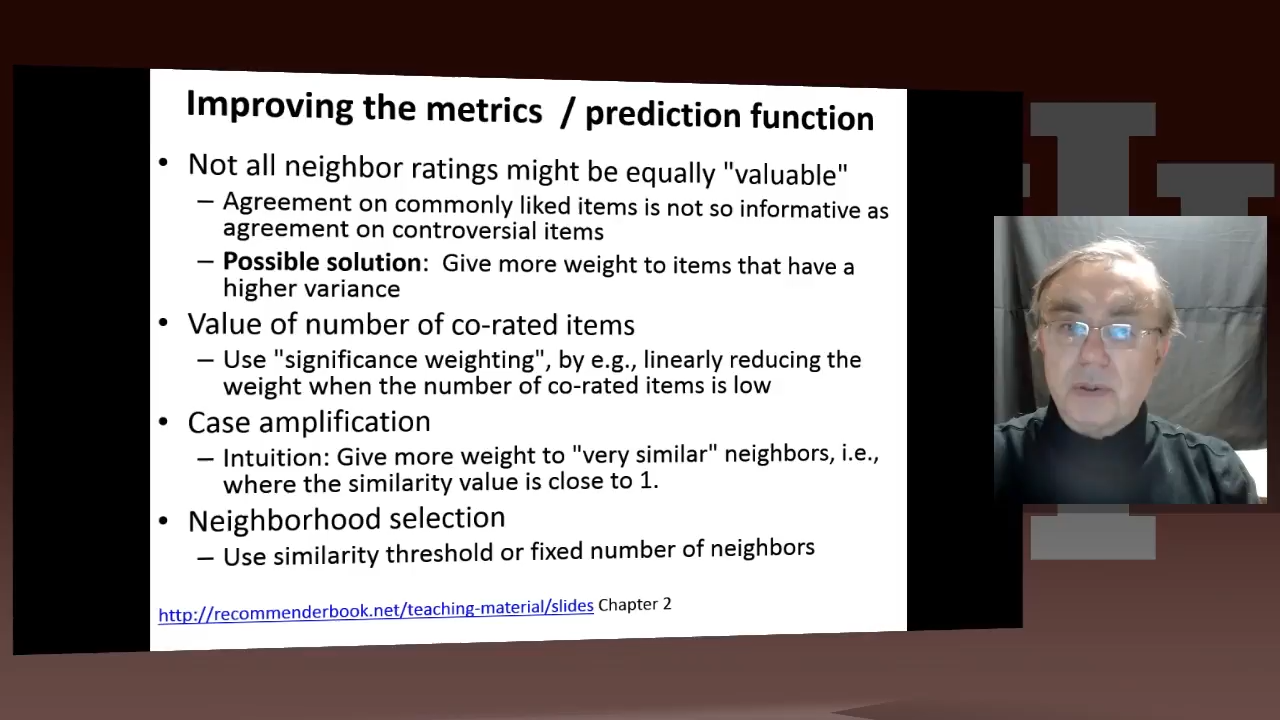 Improving the metrics / prediction function
• Not all neighbor ratings might be equally "valuable"
– Agreement on commonly liked items is not so informative as
agreement on controversial items
– Possible solution: Give more weight to items that have a
higher variance
• Value of number of co-rated items
– Use "significance weighting", by e.g., linearly reducing the
weight when the number of co-rated items is low
• Case amplification
– Intuition: Give more weight to "very similar" neighbors, i.e.,
where the similarity value is close to 1.
• Neighborhood selection
– Use similarity threshold or fixed number of neighbors
http://recommenderbook.net/teaching-material/slides Chapter 2